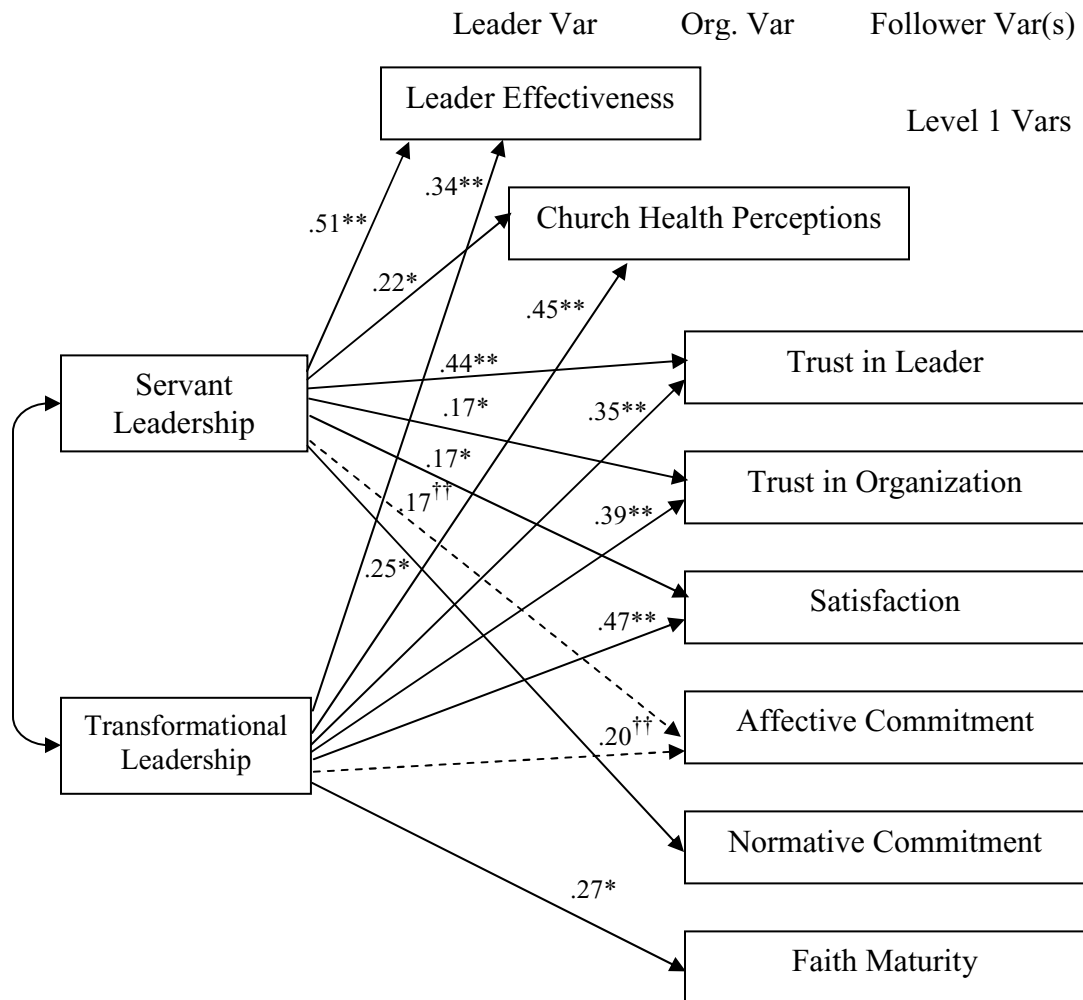 Leader Var Org. Var Follower Var(s)
Leader Effectiveness
Level 1 Vars
.34**
.51**
Church Health Perceptions
.22*
.45**
.44**
Trust in Leader
Servant
Leadership
.35**
.17*
.17*
Trust in Organization
.17††
.39**
.25*
Satisfaction
.47**
Affective Commitment
Transformational
Leadership
.20††
Normative Commitment
.27*
Faith Maturity